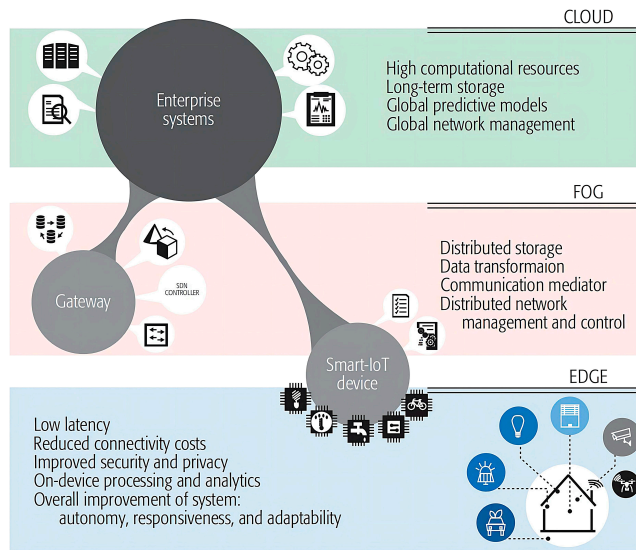 CLOUD
Enterprise
systems
High computational resources
Long-term storage
Global predictive models
Global network management
FOG
Gateway
SDN
CONTROLLER
Distributed storage
Data transformaion
Communication mediator
Distributed network
management and control
Smart-IoT
device
EDGE
Low latency
Reduced connectivity costs
Improved security and privacy
On-device processing and analytics
Overall improvement of system:
autonomy, responsiveness, and adaptability